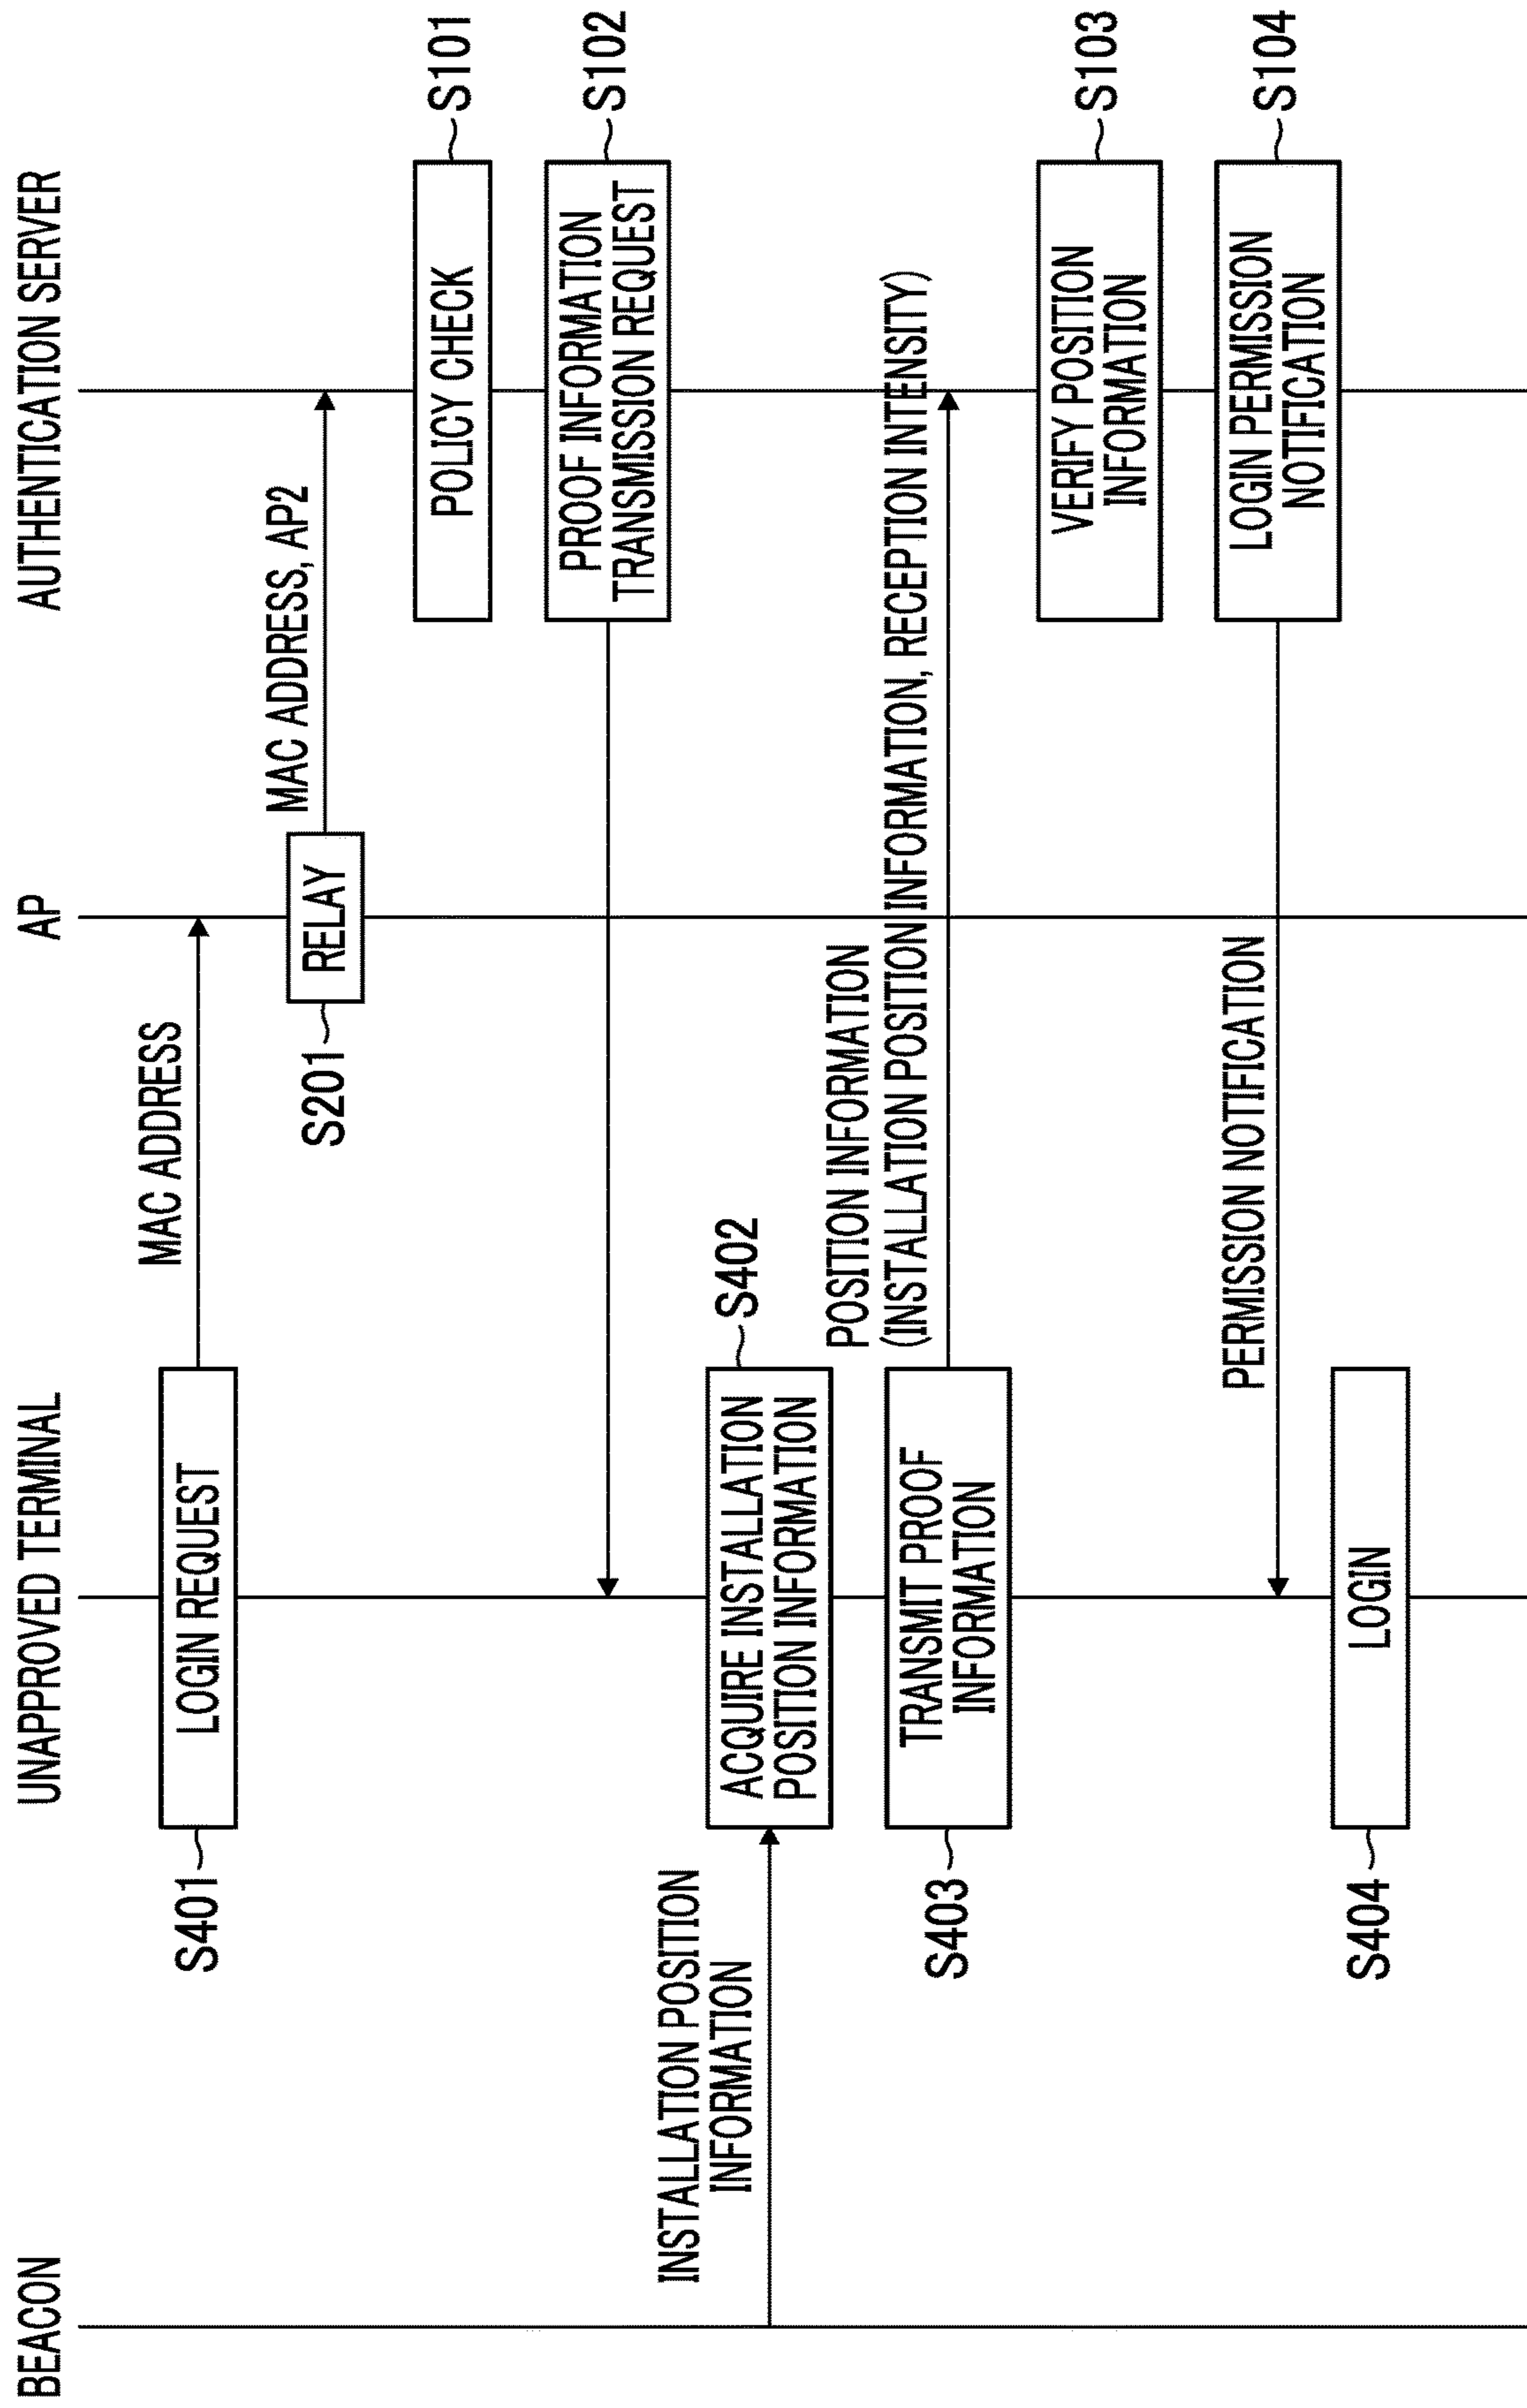 BEACON
UNAPPROVED TERMINAL
AP
AUTHENTICATION SERVER
S401
LOGIN REQUEST
MAC ADDRESS
S201
RELAY
MAC ADDRESS, AP2
POLICY CHECK
S101
PROOF INFORMATION
TRANSMISSION REQUEST
S102
INSTALLATION POSITION
INFORMATION
ACQUIRE INSTALLATION
POSITION INFORMATION
S402
S403
TRANSMIT PROOF
INFORMATION
POSITION INFORMATION
(INSTALLATION POSITION INFORMATION, RECEPTION INTENSITY)
VERIFY POSITION
INFORMATION
S103
PERMISSION NOTIFICATION
LOGIN PERMISSION
NOTIFICATION
S104
S404
LOGIN